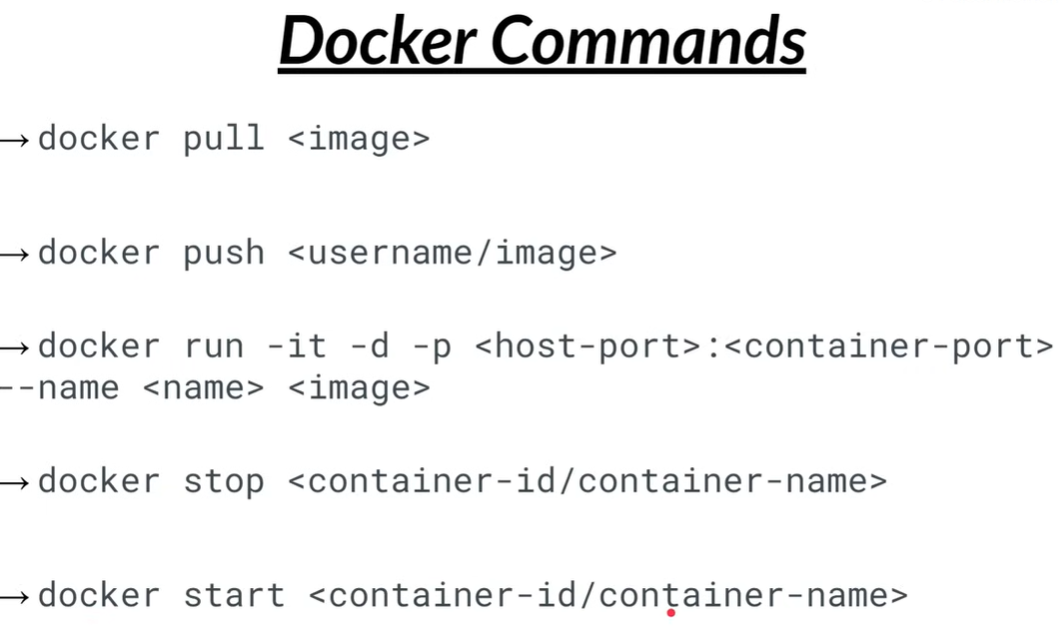 Docker Commands
→ docker pull <image>
→ docker push <username/image>
→ docker run -it -d -p <host-port>:<container-port>
--name <name> <image>
→ docker stop <container-id/container-name>
→ docker start <container-id/container-name>